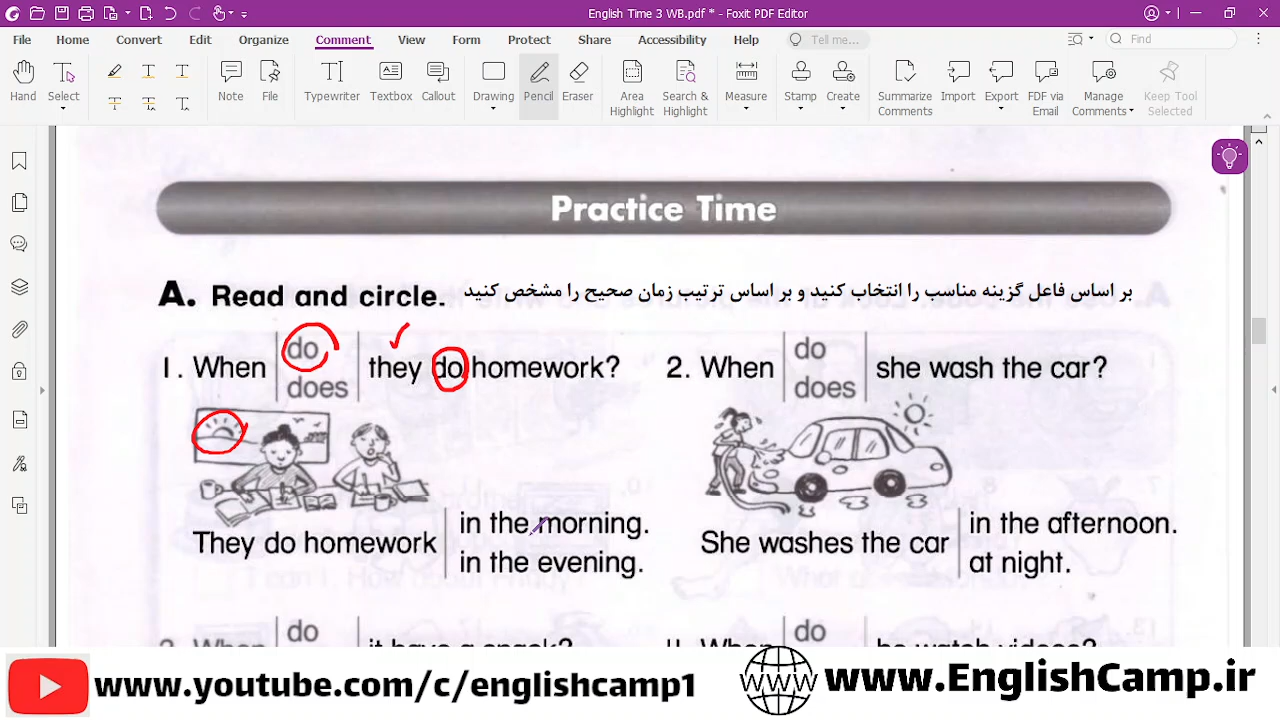 English Time 3 WB.pdf * - Foxit PDF Editor
File Home Convert Edit Organize Comment View Form Protect Share Accessibility Help Tell me... Find
Hand Select Note File Typewriter Textbox Callout Drawing Pencil Eraser Area Highlight Search & Highlight Measure Stamp Create Summarize Comments Import Export FDF via Email Manage Comments Keep Tool Selected
Practice Time
A. Read and circle. بر اساس فاعل گزینه مناسب را انتخاب کنید و بر اساس ترتیب زمان صحیح را مشخص کنید
1. When do does they do homework?
They do homework in the morning. in the evening.
2. When do does she wash the car?
She washes the car in the afternoon. at night.
do
do
www.youtube.com/c/englishcamp1
WWW
www.EnglishCamp.ir